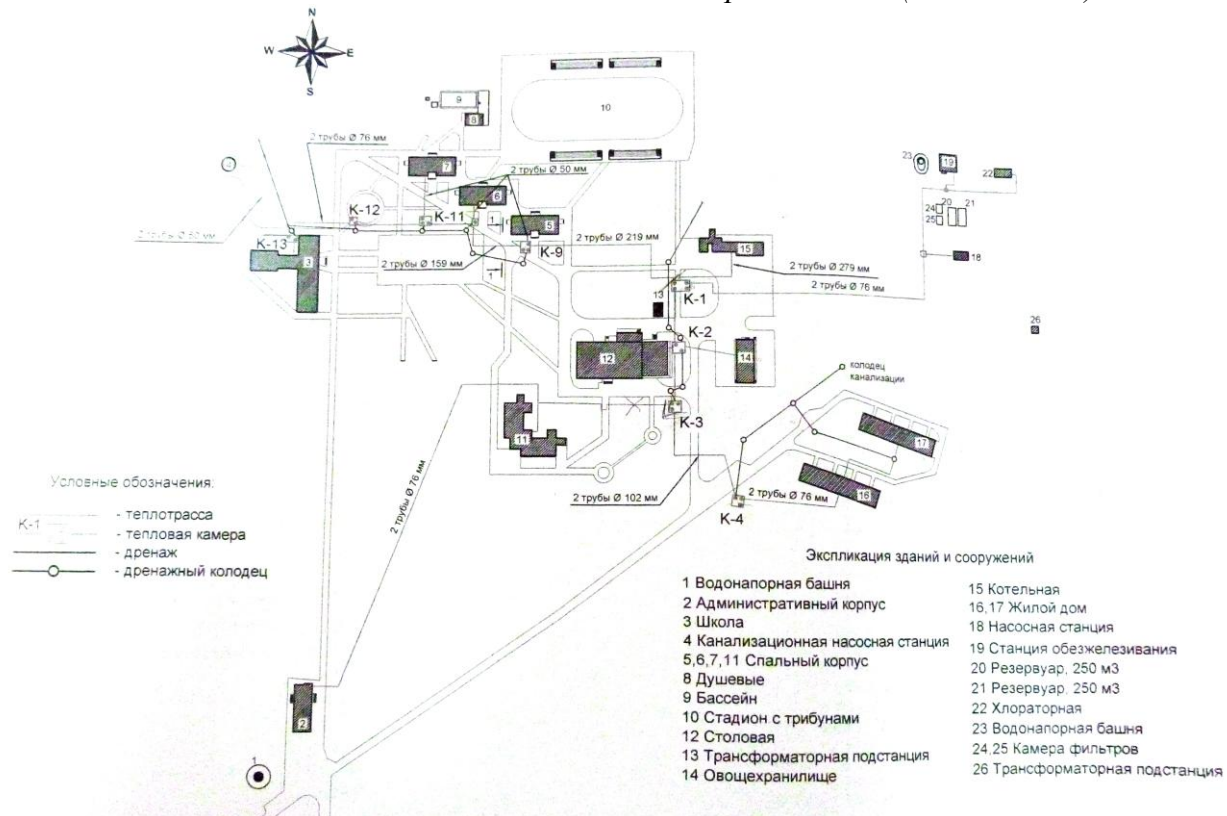 N
W
E
S
9
8
10
2 трубы Ø 76 мм
7
2 трубы Ø 50 мм
6
4
23
19
22
24
20
21
25
К-12
К-11
1
5
К-13
3
К-9
2 трубы Ø 219 мм
15
18
2 трубы Ø 159 мм
1
2 трубы Ø 279 мм
2 трубы Ø 76 мм
13
К-1
26
К-2
12
14
колодец
канализации
К-3
11
17
16
2 трубы Ø 76 мм
2 трубы Ø 102 мм
2 трубы Ø 76 мм
К-4
2
1
Условные обозначения:
- теплотрасса
К-1 - тепловая камера
- дренаж
- дренажный колодец
Экспликация зданий и сооружений
1 Водонапорная башня
2 Административный корпус
3 Школа
4 Канализационная насосная станция
5,6,7,11 Спальный корпус
8 Душевые
9 Бассейн
10 Стадион с трибунами
12 Столовая
13 Трансформаторная подстанция
14 Овощехранилище
15 Котельная
16,17 Жилой дом
18 Насосная станция
19 Станция обезжелезивания
20 Резервуар, 250 м3
21 Резервуар, 250 м3
22 Хлораторная
23 Водонапорная башня
24,25 Камера фильтров
26 Трансформаторная подстанция